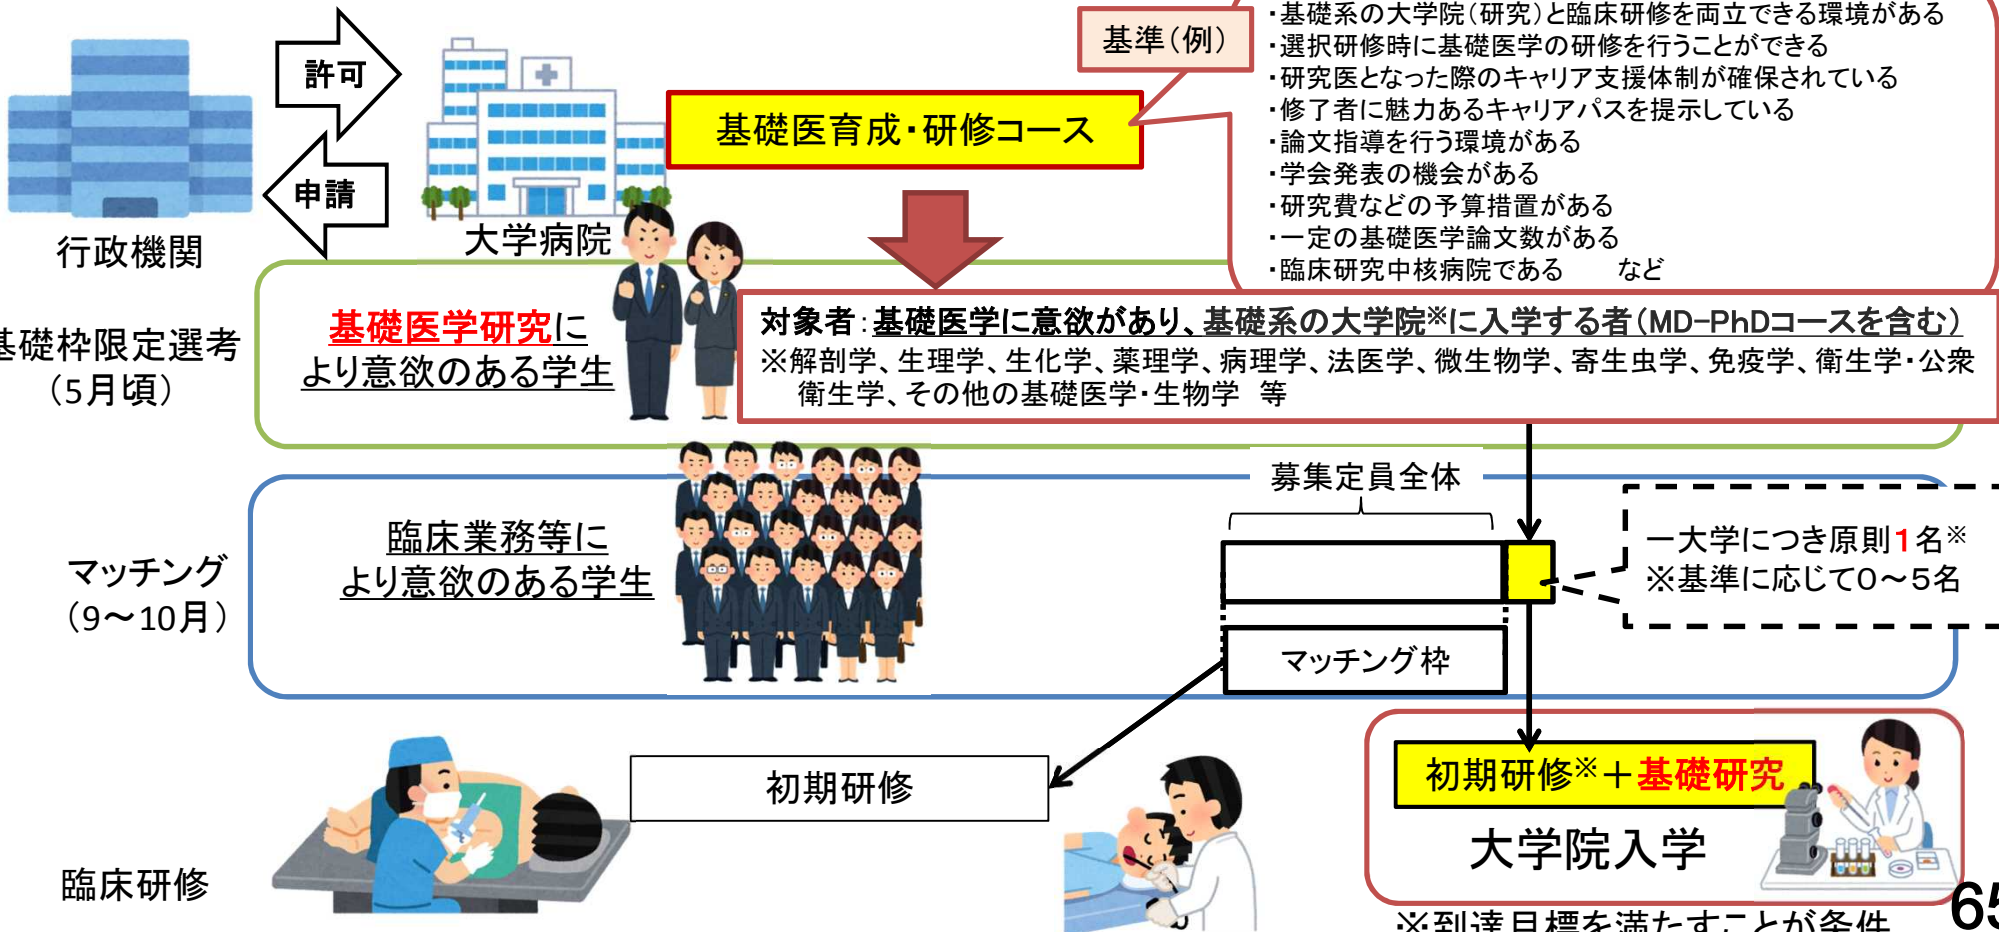 許可
申請
行政機関
大学病院
基礎医育成・研修コース
基準（例）
・基礎系の大学院（研究）と臨床研修を両立できる環境がある
・選択研修時に基礎医学の研修を行うことができる
・研究医となった際のキャリア支援体制が確保されている
・修了者に魅力あるキャリアパスを提示している
・論文指導を行う環境がある
・学会発表の機会がある
・研究費などの予算措置がある
・一定の基礎医学論文数がある
・臨床研究中核病院である　　など
基礎枠限定選考
（5月頃）
基礎医学研究に
より意欲のある学生
対象者：基礎医学に意欲があり、基礎系の大学院※に入学する者（MD-PhDコースを含む）
※解剖学、生理学、生化学、薬理学、病理学、法医学、微生物学、寄生虫学、免疫学、衛生学・公衆
衛生学、その他の基礎医学・生物学　等
マッチング
（9～10月）
臨床業務等に
より意欲のある学生
募集定員全体
一大学につき原則1名※
※基準に応じて0～5名
マッチング枠
臨床研修
初期研修
初期研修※＋基礎研究
大学院入学
※到達目標を満たすことが条件
65